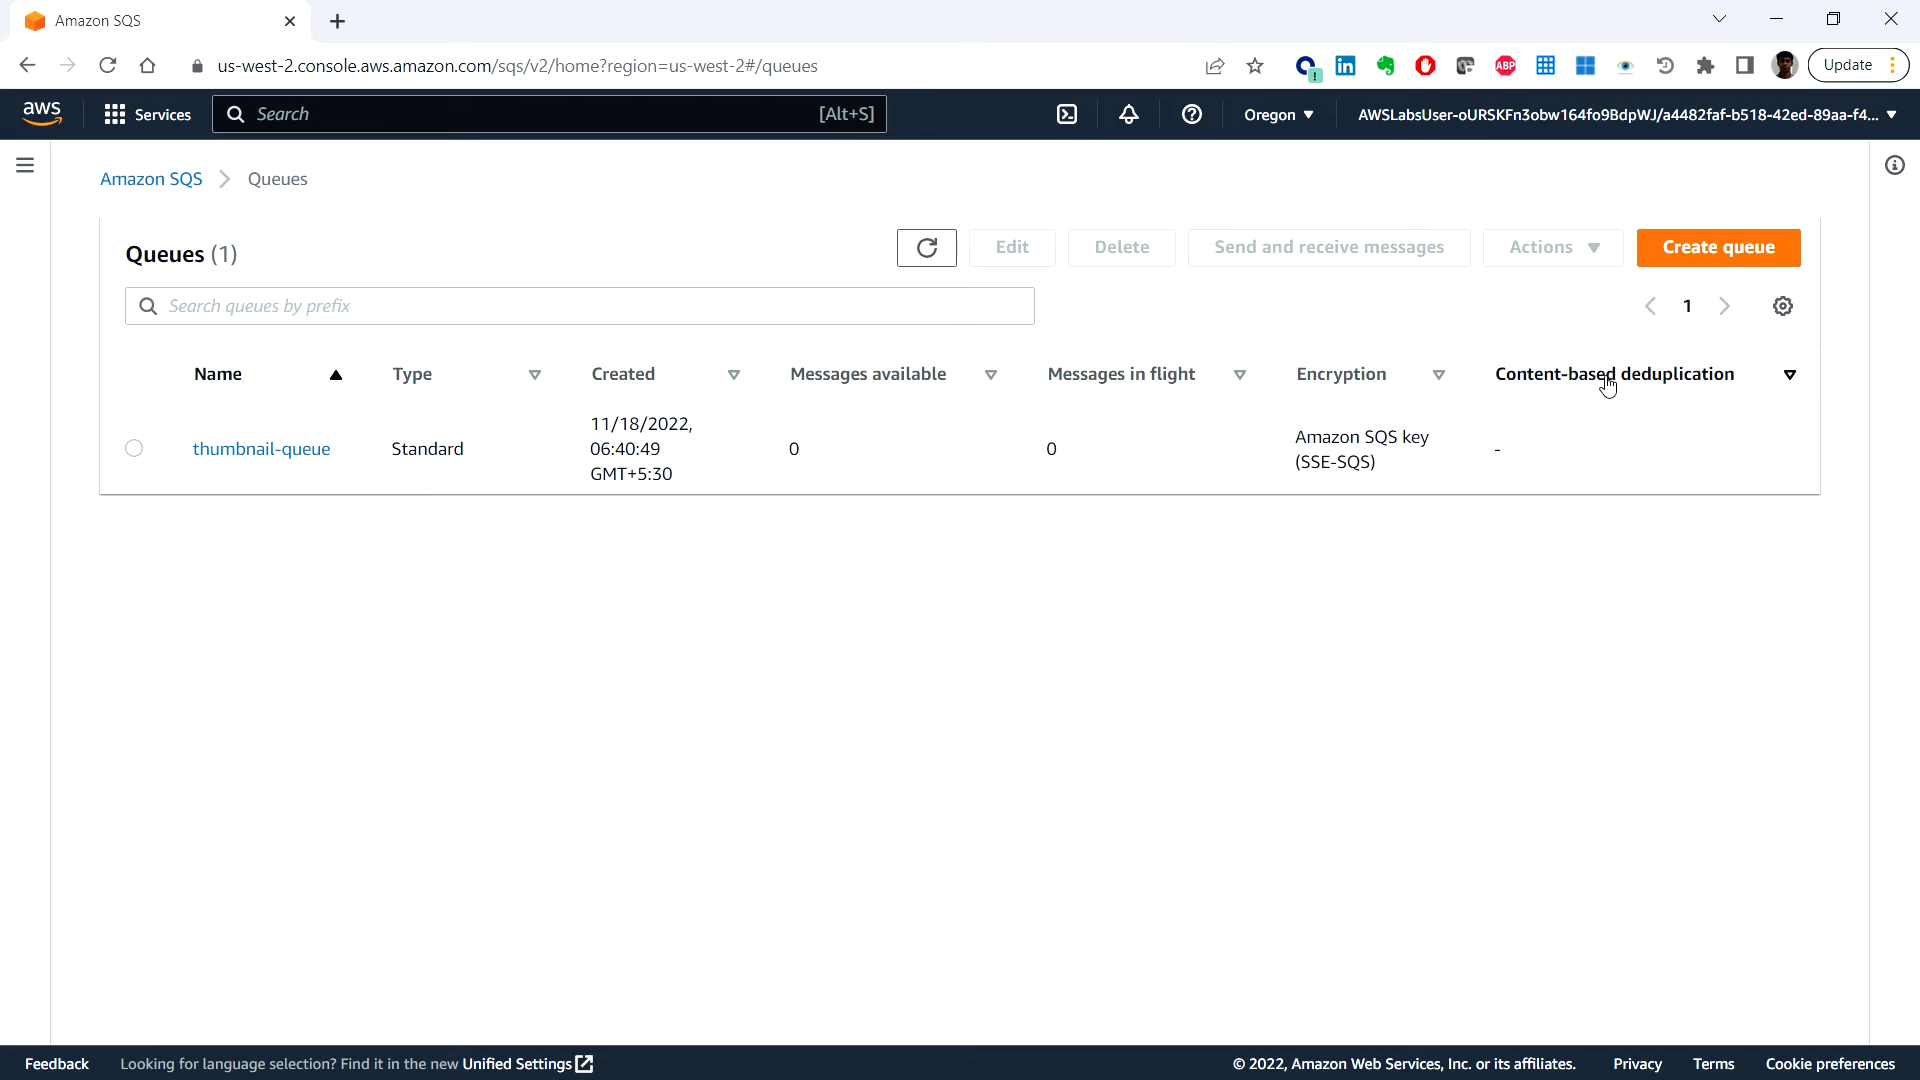 Amazon SQS
us-west-2.console.aws.amazon.com/sqs/v2/home?region=us-west-2#/queues
ABP
Update
aws
Services
Search
[Alt+S]
Oregon
AWSLabsUser-oURSKFn3obw164fo9BdpWJ/a4482faf-b518-42ed-89aa-f4...
Amazon SQS
Queues
Queues (1)
Edit
Delete
Send and receive messages
Actions
Create queue
Search queues by prefix
1
Name
Type
Created
Messages available
Messages in flight
Encryption
Content-based deduplication
thumbnail-queue
Standard
11/18/2022,
06:40:49
GMT+5:30
0
0
Amazon SQS key
(SSE-SQS)
-
Feedback
Looking for language selection? Find it in the new Unified Settings
© 2022, Amazon Web Services, Inc. or its affiliates.
Privacy
Terms
Cookie preferences